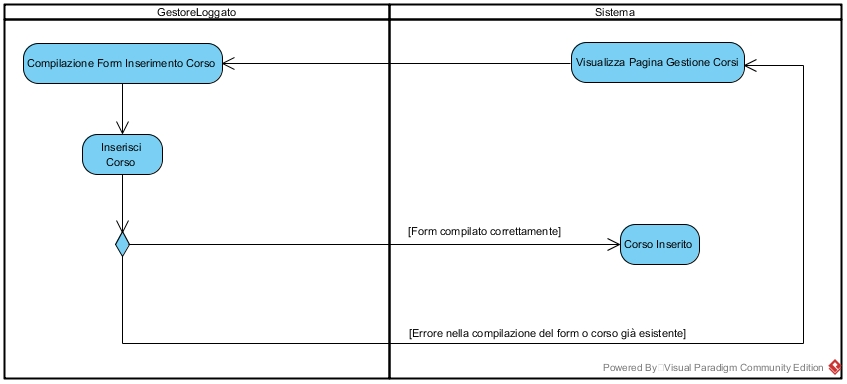 GestoreLoggato
Sistema
Compilazione Form Inserimento Corso
Visualizza Pagina Gestione Corsi
Inserisci
Corso
[Form compilato correttamente]
Corso Inserito
[Errore nella compilazione del form o corso già esistente]
Powered By Visual Paradigm Community Edition